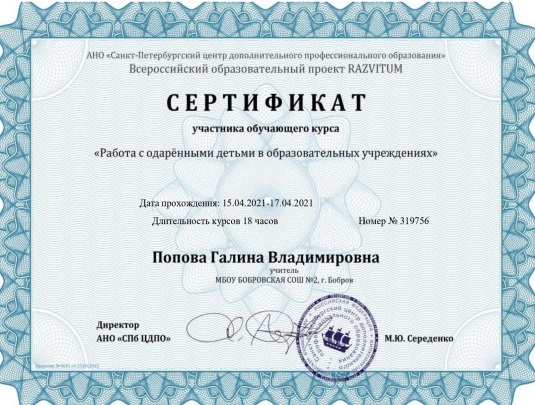 АНО «Санкт-Петербургский центр дополнительного профессионального образования»
Всероссийский образовательный проект RAZVITUM
СЕРТИФИКАТ
участника обучающего курса
«Работа с одарёнными детьми в образовательных учреждениях»
Дата прохождения: 15.04.2021-17.04.2021
Длительность курсов 18 часов Номер № 319756
Попова Галина Владимировна
учитель
МБОУ БОБРОВСКАЯ СОШ №2, г. Бобров
Директор
АНО «СПб ЦДПО» М.Ю. Середенко